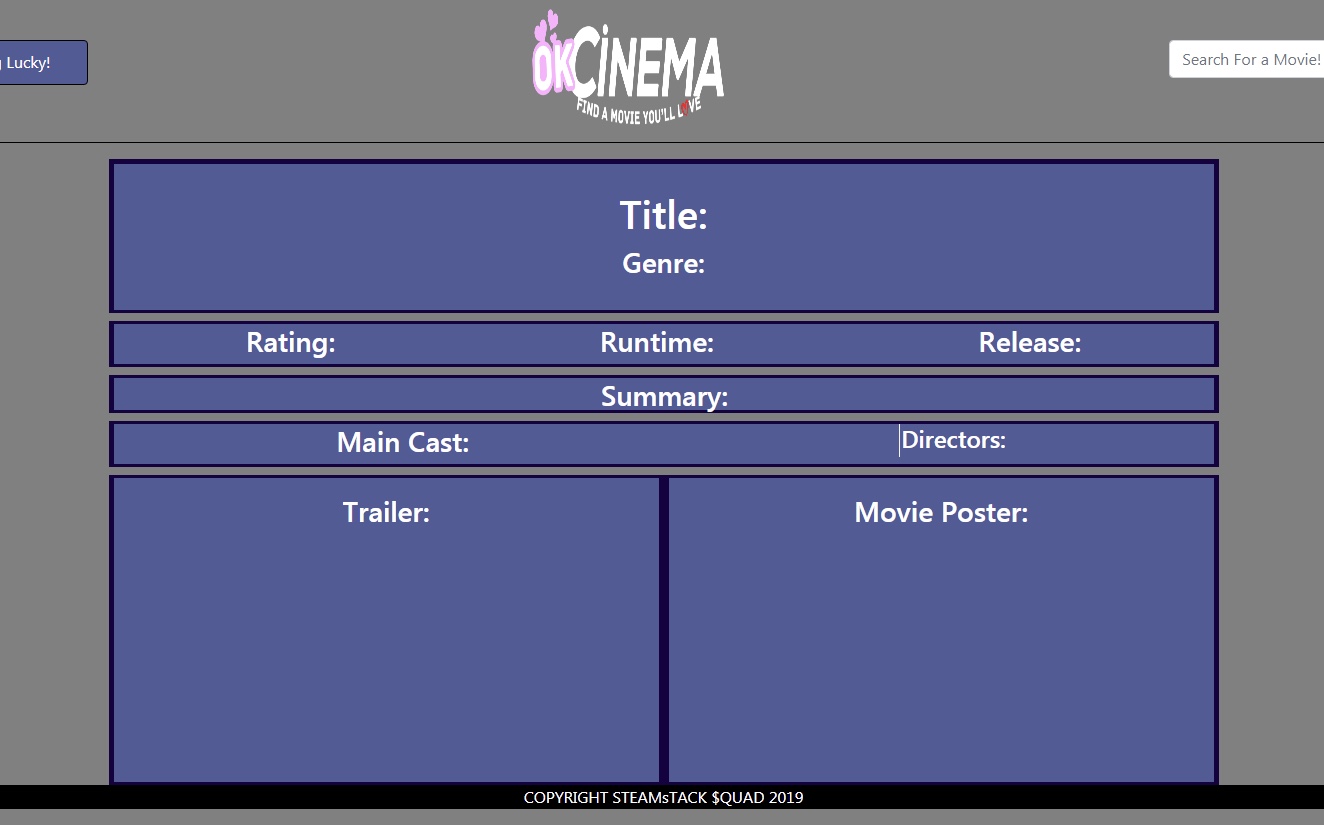 Lucky!
OKCiNEMA
FIND A MOVIE YOU'LL LOVE
Search For a Movie!
Title:
Genre:
Rating: Runtime: Release:
Summary:
Main Cast: Directors:
Trailer: Movie Poster:
COPYRIGHT STEAMsTACK $QUAD 2019